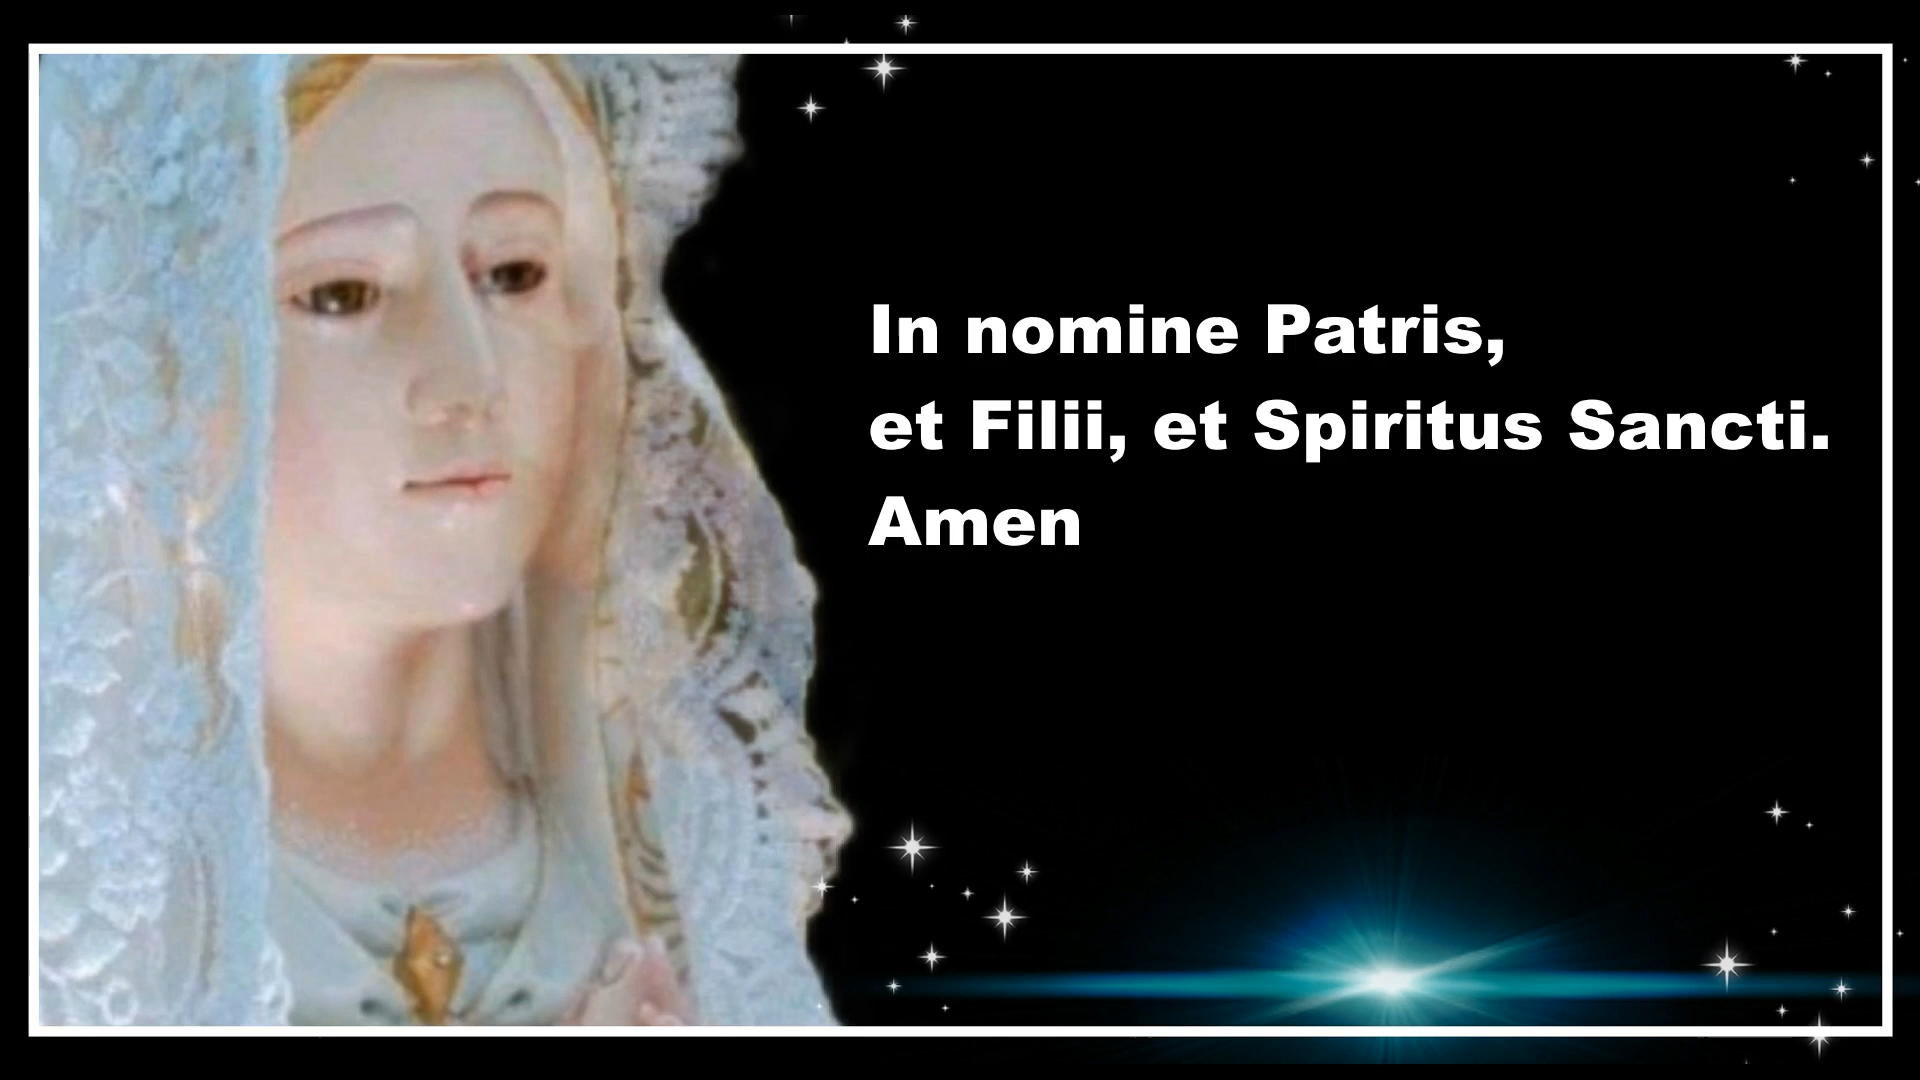 In nomine Patris,
et Filii, et Spiritus Sancti.
Amen